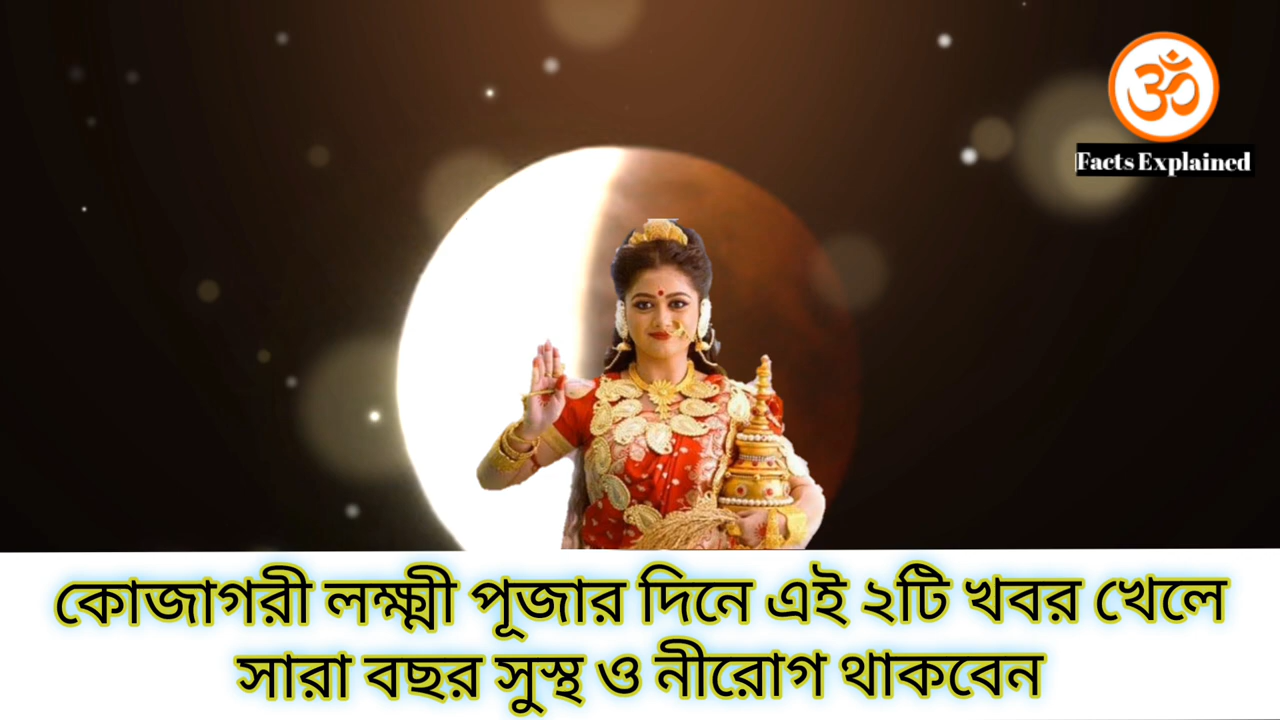 ॐ
Facts Explained
কোজাগরী লক্ষ্মী পূজার দিনে এই ২টি খবর খেলে
সারা বছর সুস্থ ও নীরোগ থাকবেন